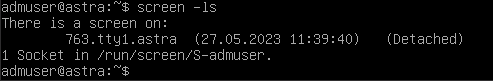 admuser@astra:~$ screen -ls
There is a screen on:
763.tty1.astra (27.05.2023 11:39:40) (Detached)
1 Socket in /run/screen/S-admuser.
admuser@astra:~$